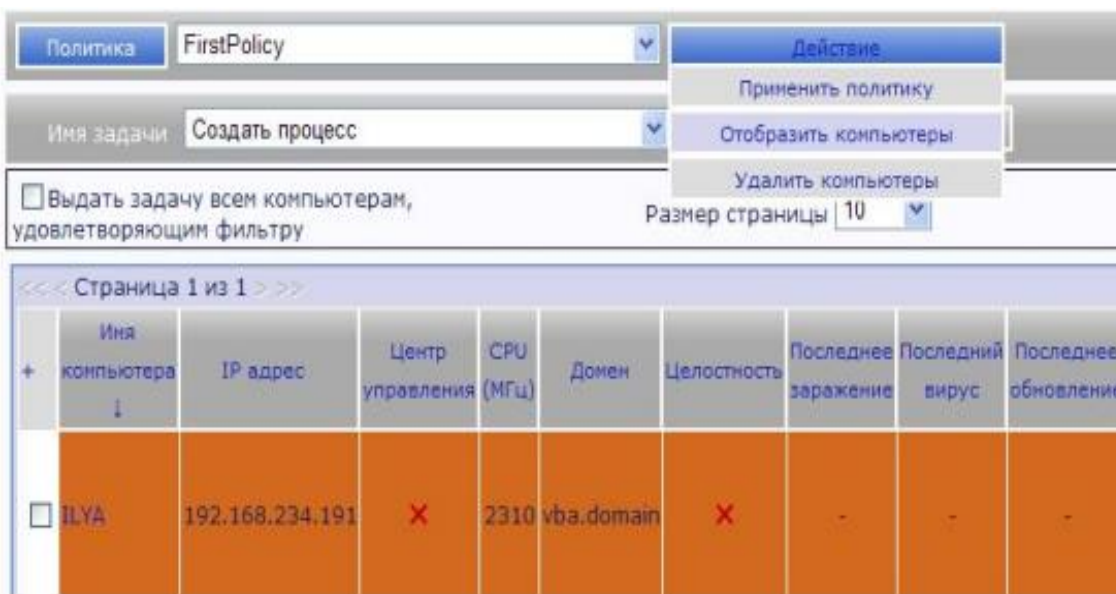 Политика FirstPolicy Действие
Применить политику
Имя задачи Создать процесс Отобразить компьютеры
Удалить компьютеры
Выдать задачу всем компьютерам,
удовлетворяющим фильтру
Размер страницы 10
<< < Страница 1 из 1 > >>
+ Имя компьютера ↓ IP адрес Центр управления CPU (МГц) Домен Целостность Последнее заражение Последний вирус Последнее обновление
ILYA 192.168.234.191 X 2310 vba.domain X - - -